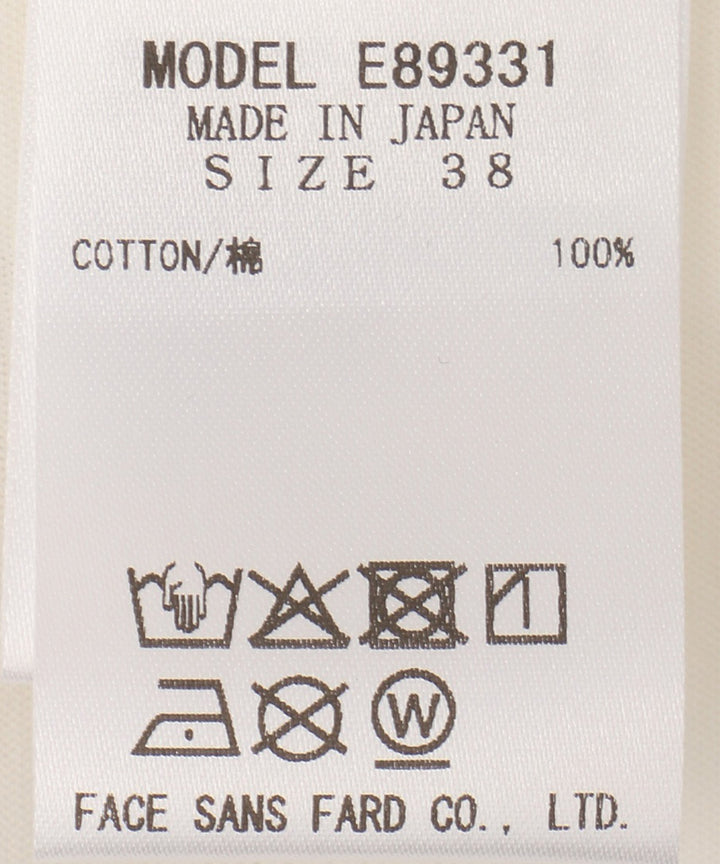 MODEL E89331
MADE IN JAPAN
SIZE 38
COTTON/棉 100%
W
FACE SANS FARD CO., LTD.